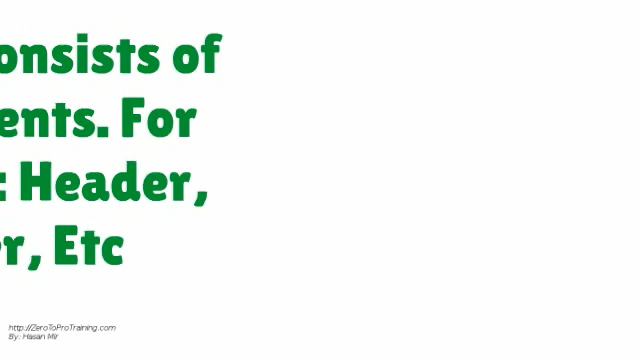 onsists of
ents. For
: Header,
r, Etc
http://ZeroToProTraining.com
By: Hasan Mir